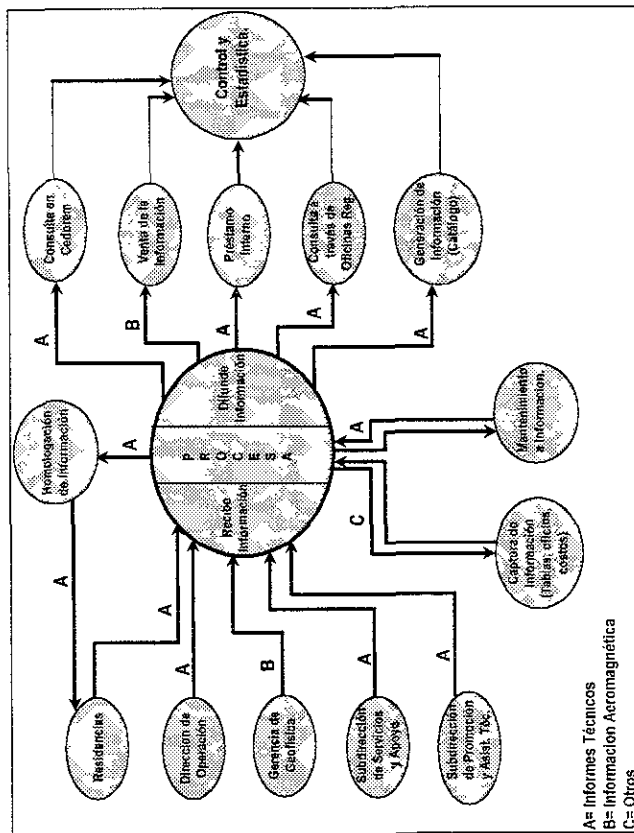 Control y
Estadística.
Consulta en
Cedorem
Venta de la
Información
Préstamo
Interno
Consulta a
través de
Oficinas Reg.
Generación de
Información
(Catálogo)
A
B
A
A
A
Homologación
de Información
A
A
Recibe
Información
P
R
O
C
E
S
A
Difunde
Información
A
C
Mantenimiento
a Información.
Captura de
Información
(Tablas, oficios,
costos)
Residencias
A
Dirección de
Operación
A
Gerencia de
Geofísica.
B
Subdirección
de Servicios
y Apoyo.
A
Subdirección
de Promoción
y Asist. Téc.
A
A= Informes Técnicos
B= Informacion Aeromagnética
C= Otros